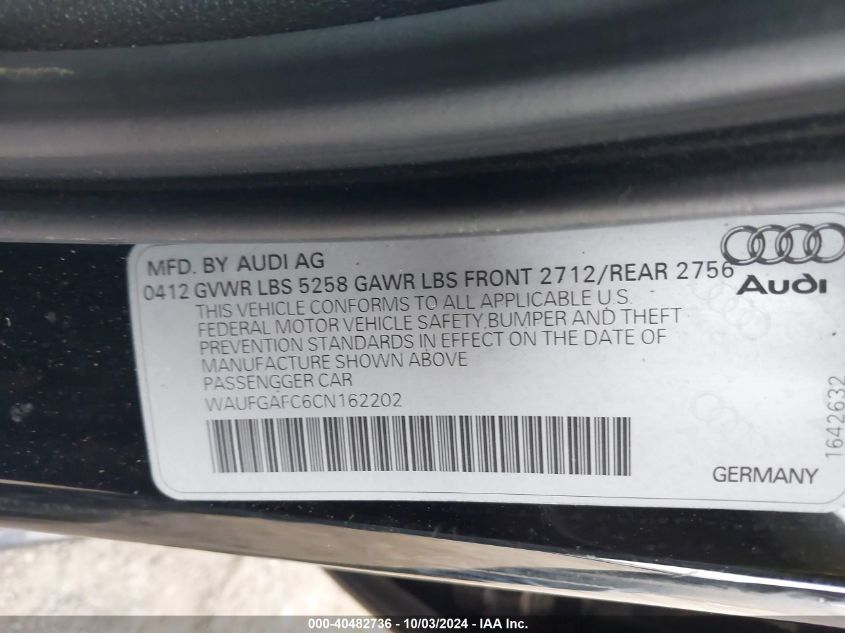 MFD. BY AUDI AG
0412 GVWR LBS 5258 GAWR LBS FRONT 2712/REAR 2756
THIS VEHICLE CONFORMS TO ALL APPLICABLE U.S.
FEDERAL MOTOR VEHICLE SAFETY,BUMPER AND THEFT
PREVENTION STANDARDS IN EFFECT ON THE DATE OF
MANUFACTURE SHOWN ABOVE
PASSENGGER CAR
WAUFGAFC6CN162202
Audi
1642632
GERMANY
000-40482736 - 10/03/2024 - IAA Inc.